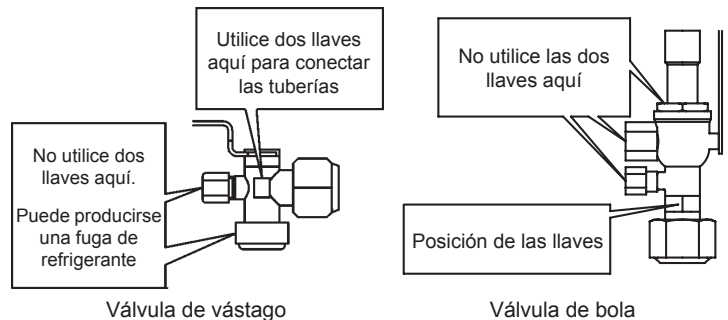 Utilice dos llaves
aquí para conectar
las tuberías
No utilice dos
llaves aquí.
Puede producirse
una fuga de
refrigerante
Válvula de vástago
No utilice las dos
llaves aquí
Posición de las llaves
Válvula de bola